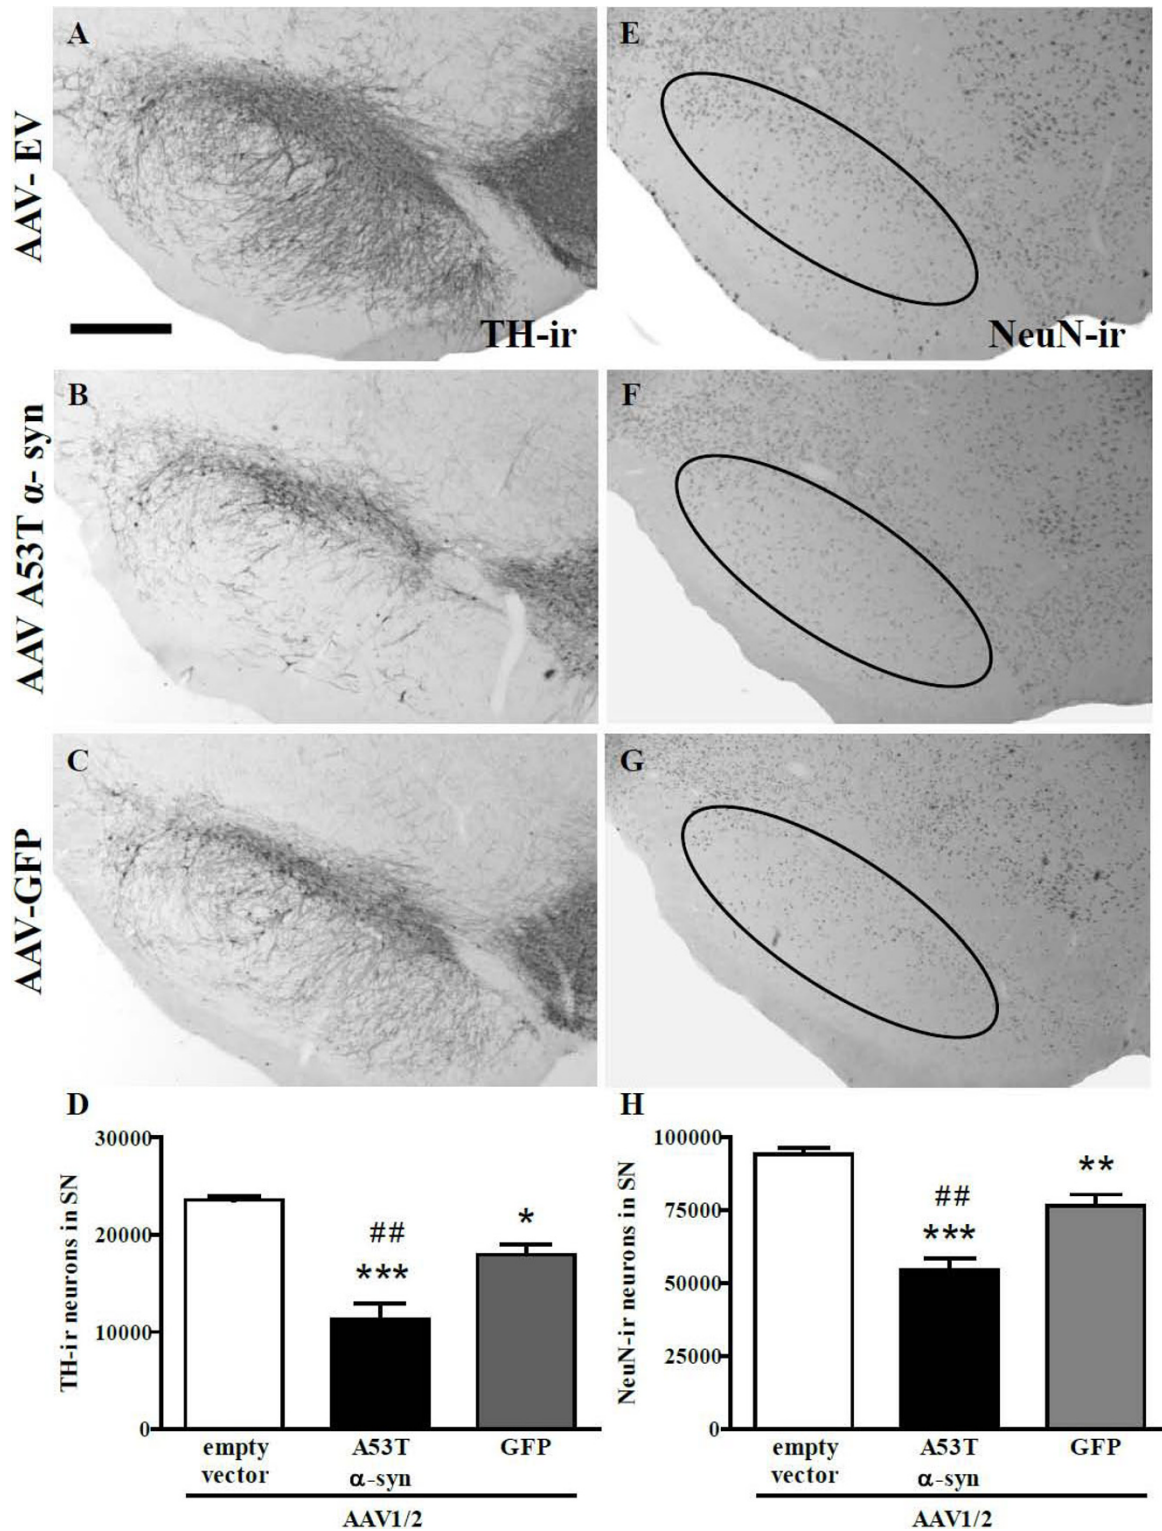 A
E
AAV- EV
TH-ir
NeuN-ir
B
F
AAV A53T α- syn
C
G
AAV-GFP
D
H
TH-ir neurons in SN
30000
20000
10000
0
##
***
*
empty
vector
A53T
α-syn
GFP
AAV1/2
NeuN-ir neurons in SN
100000
75000
50000
25000
0
##
***
**
empty
vector
A53T
α-syn
GFP
AAV1/2